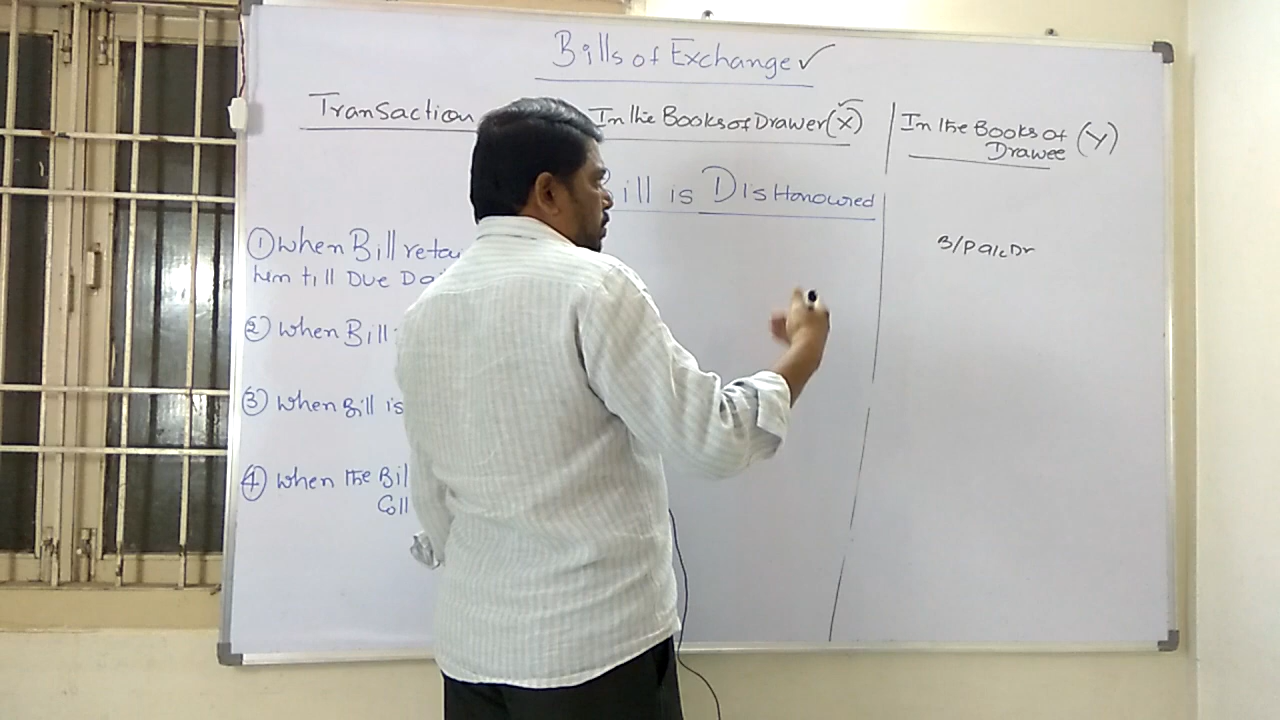 Bills of Exchange ✓
Transaction
In the Books of Drawer (X)
In the Books of
Drawee (Y)
ill is DisHonoured
① When Bill retai
him till Due Da
B/P a/c Dr
② When Bill
③ When Bill is
④ When the Bil
Coll